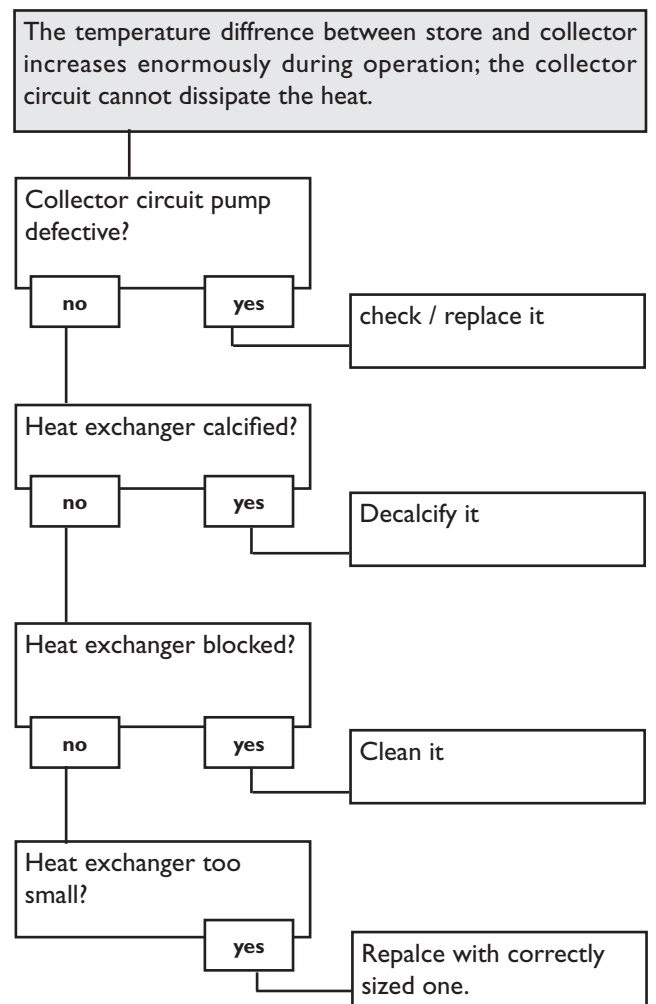 The temperature diffrence between store and collector
increases enormously during operation; the collector
circuit cannot dissipate the heat.
Collector circuit pump
defective?
no
yes
check / replace it
Heat exchanger calcified?
no
yes
Decalcify it
Heat exchanger blocked?
no
yes
Clean it
Heat exchanger too
small?
yes
Repalce with correctly
sized one.